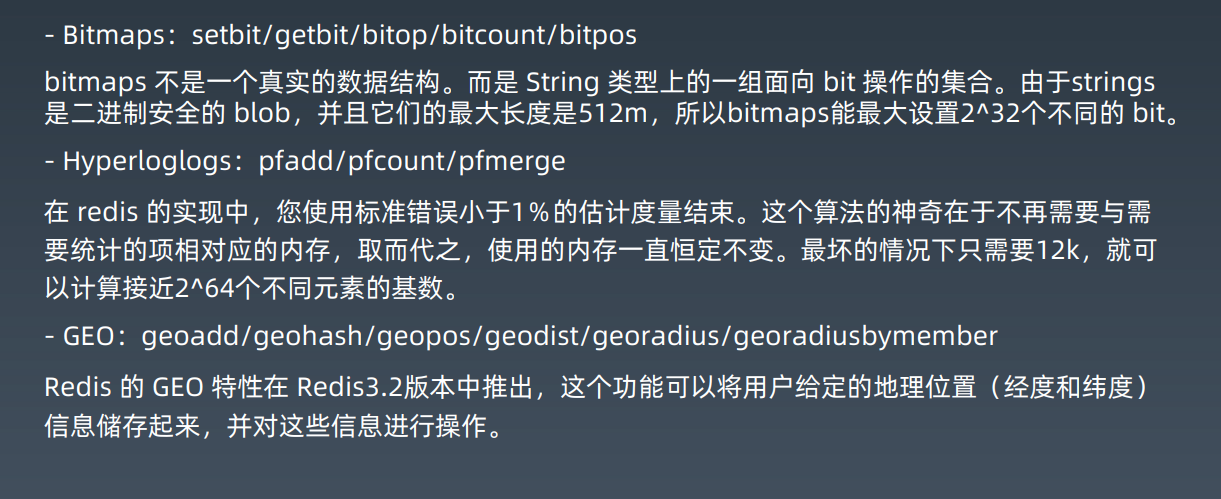 - Bitmaps：setbit/getbit/bitop/bitcount/bitpos
bitmaps 不是一个真实的数据结构。而是 String 类型上的一组面向 bit 操作的集合。由于strings
是二进制安全的 blob，并且它们的最大长度是512m，所以bitmaps能最大设置2^32个不同的 bit。
- Hyperloglogs：pfadd/pfcount/pfmerge
在 redis 的实现中，您使用标准错误小于1％的估计度量结束。这个算法的神奇在于不再需要与需
要统计的项相对应的内存，取而代之，使用的内存一直恒定不变。最坏的情况下只需要12k，就可
以计算接近2^64个不同元素的基数。
- GEO：geoadd/geohash/geopos/geodist/georadius/georadiusbymember
Redis 的 GEO 特性在 Redis3.2版本中推出，这个功能可以将用户给定的地理位置（经度和纬度）
信息储存起来，并对这些信息进行操作。